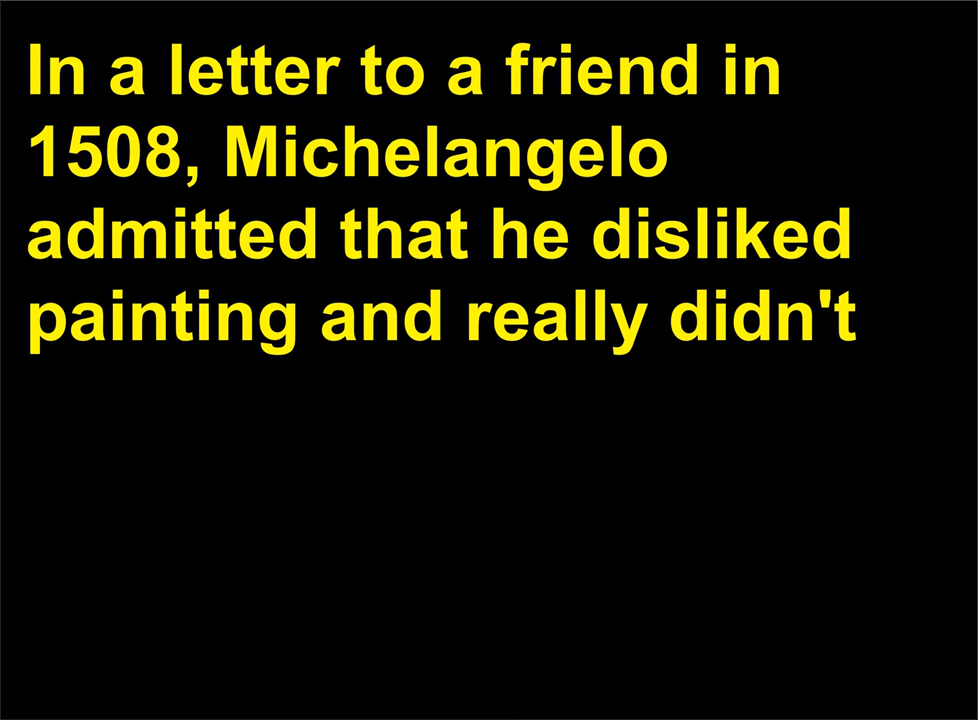 In a letter to a friend in
1508, Michelangelo
admitted that he disliked
painting and really didn't